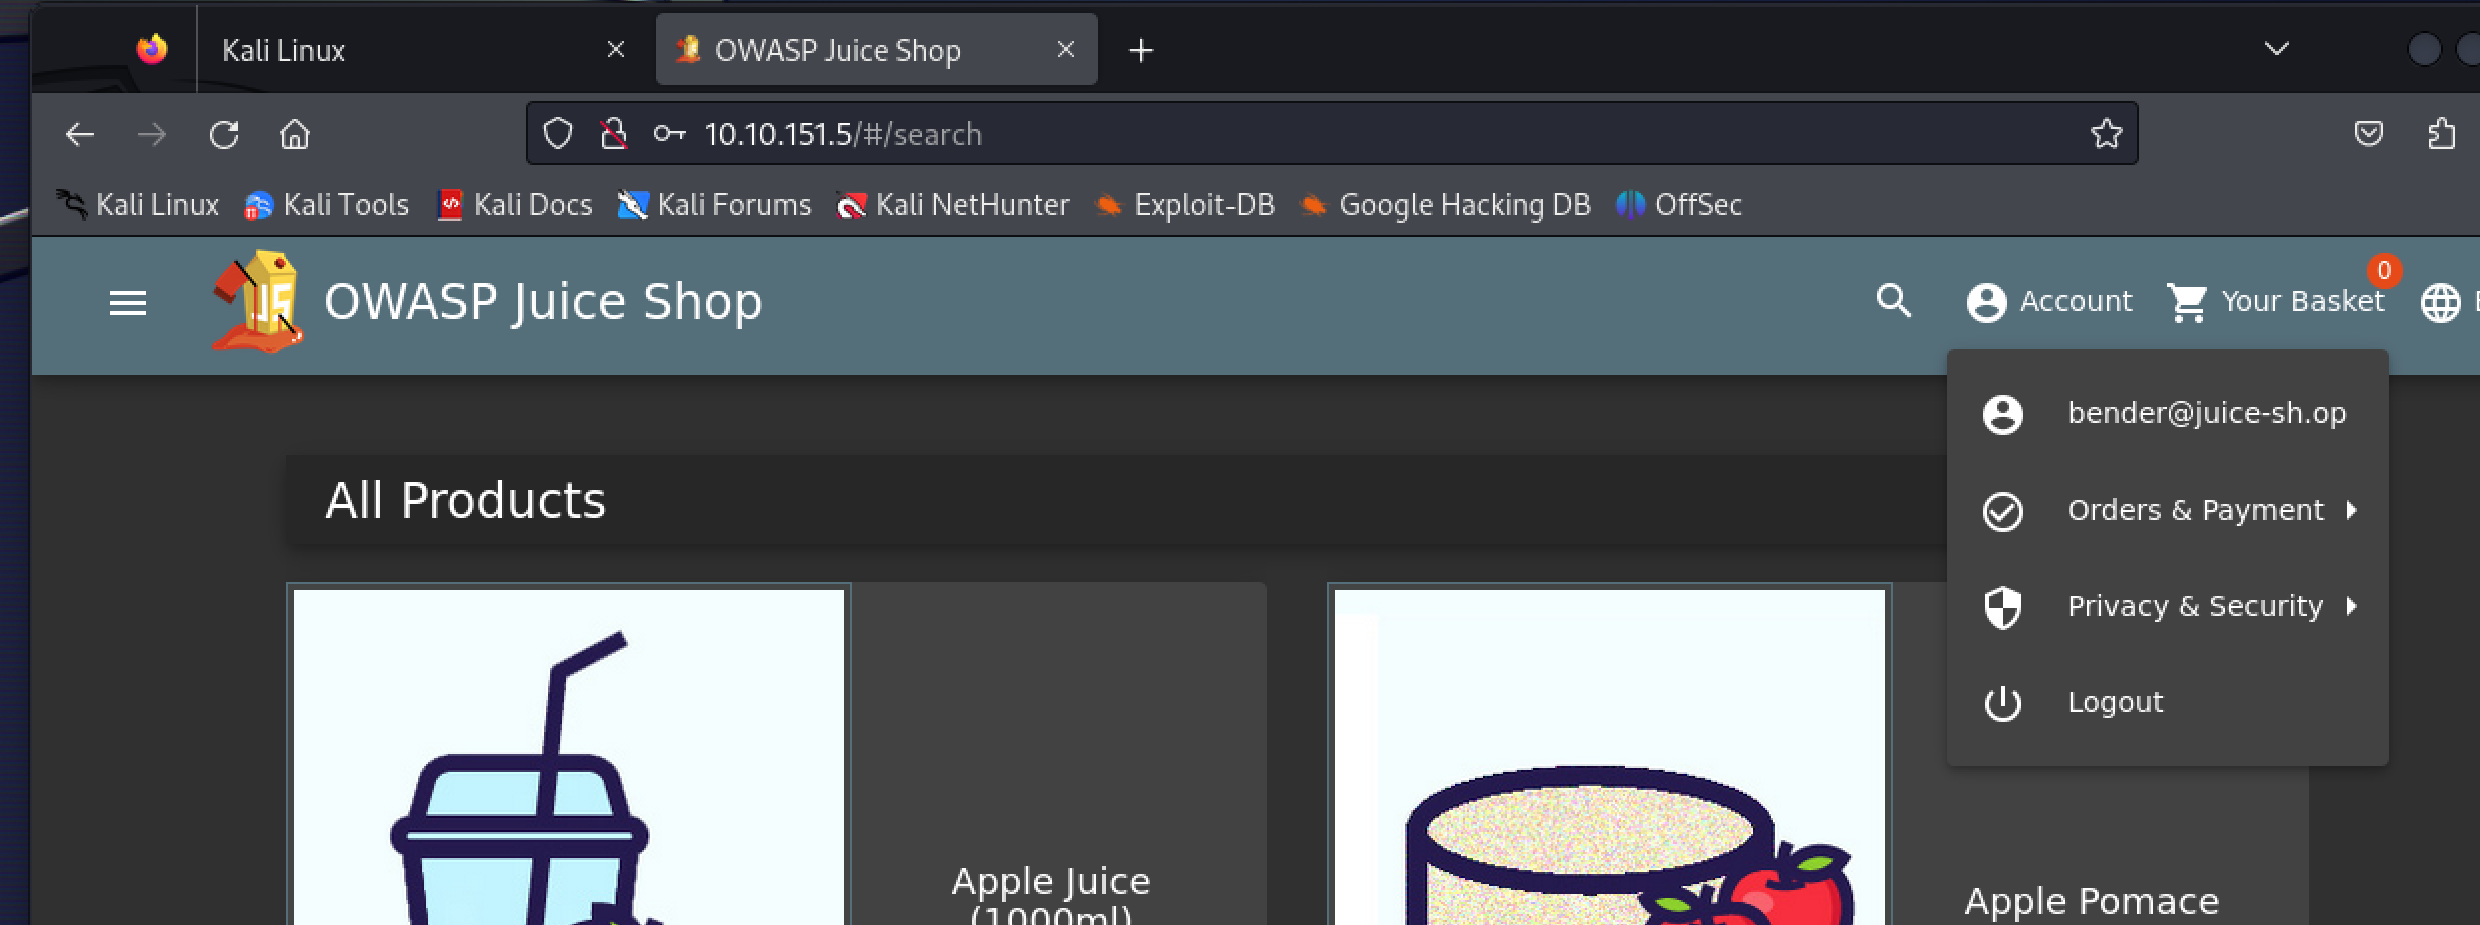 Kali Linux
OWASP Juice Shop
10.10.151.5/#/search
Kali Linux Kali Tools Kali Docs Kali Forums Kali NetHunter Exploit-DB Google Hacking DB OffSec
JS OWASP Juice Shop Account Your Basket 0
bender@juice-sh.op
Orders & Payment
Privacy & Security
Logout
All Products
Apple Juice
(1000ml)
Apple Pomace